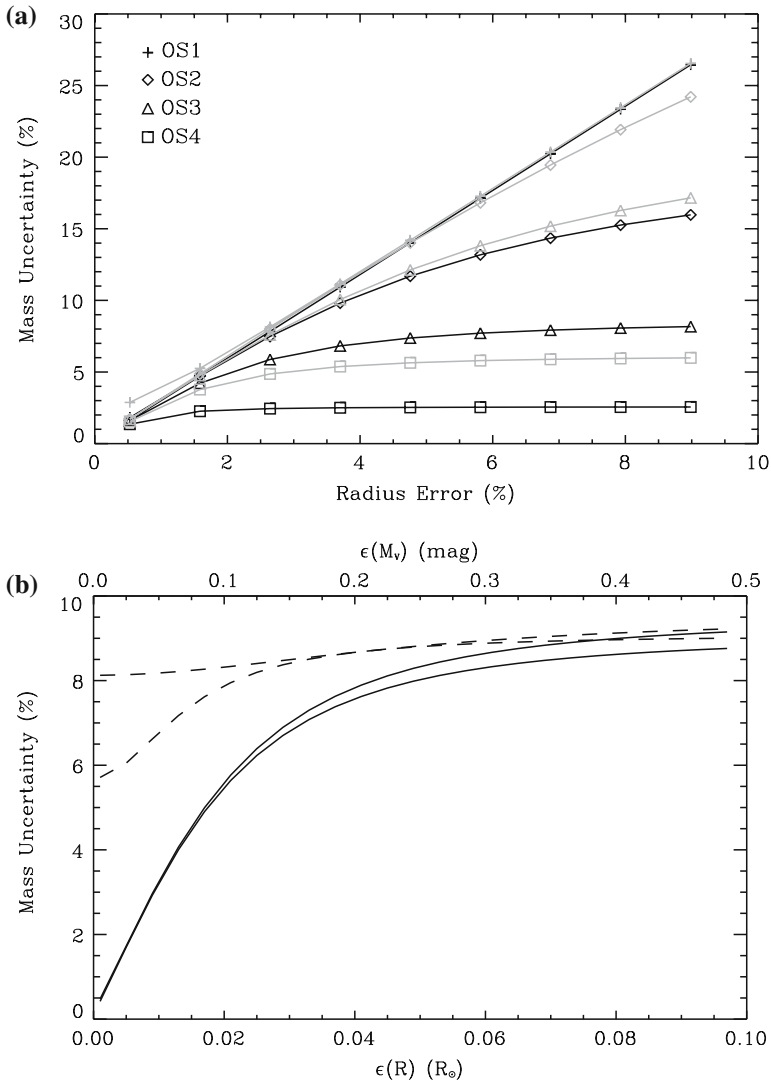 (a)
30
25
20
15
10
5
0
Mass Uncertainty (%)
OS1
OS2
OS3
OS4
0 2 4 6 8 10
Radius Error (%)
ϵ(Mᵥ) (mag)
(b)
0.0 0.1 0.2 0.3 0.4 0.5
10
8
6
4
2
0
Mass Uncertainty (%)
0.00 0.02 0.04 0.06 0.08 0.10
ϵ(R) (R☉)